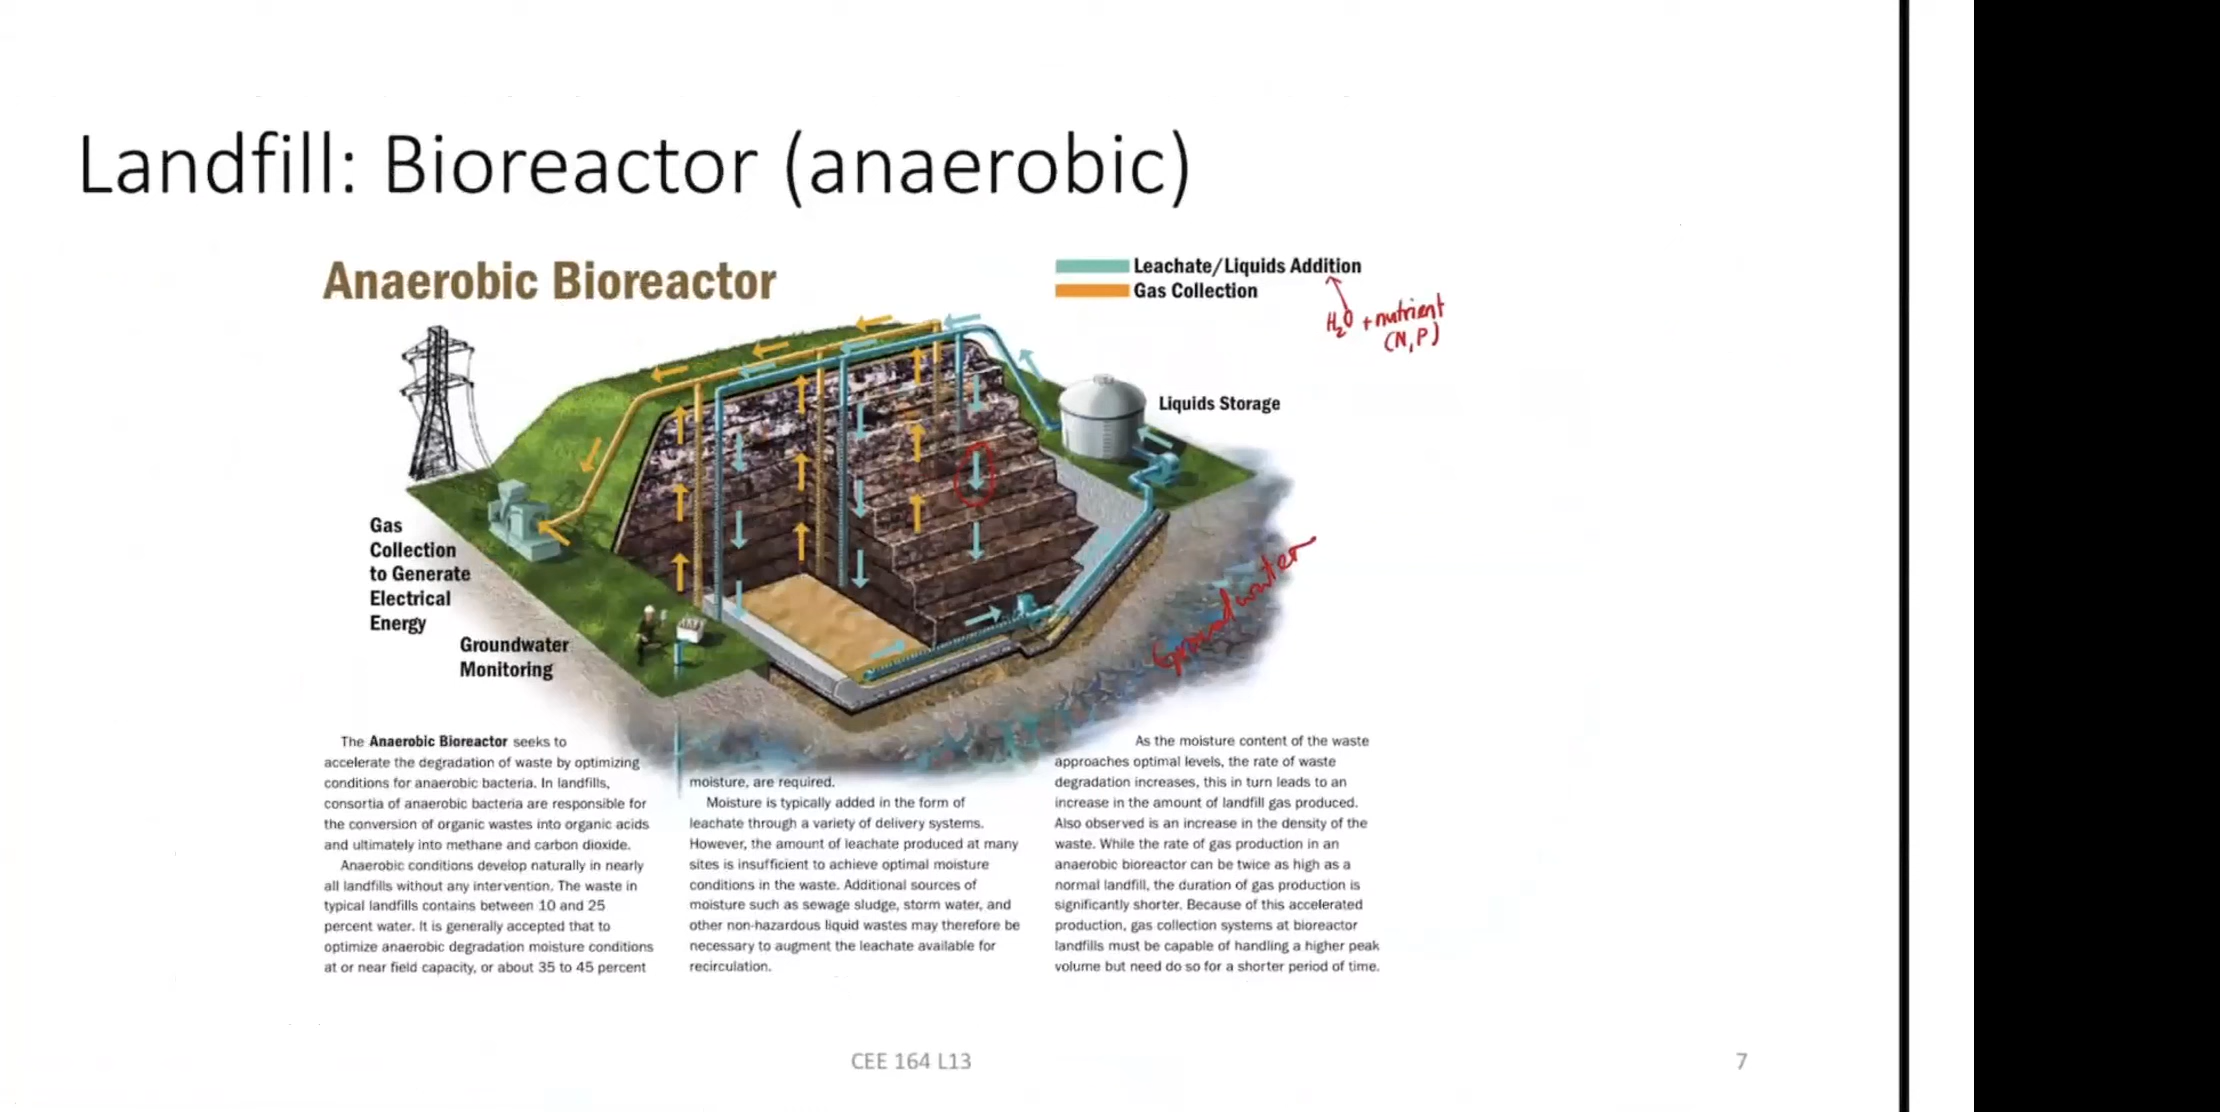 Landfill: Bioreactor (anaerobic)
Anaerobic Bioreactor
Leachate/Liquids Addition
Gas Collection
H₂O + nutrient
(N,P)
Liquids Storage
Gas
Collection
to Generate
Electrical
Energy
Groundwater
Monitoring
Groundwater
The Anaerobic Bioreactor seeks to
accelerate the degradation of waste by optimizing
conditions for anaerobic bacteria. In landfills,
consortia of anaerobic bacteria are responsible for
the conversion of organic wastes into organic acids
and ultimately into methane and carbon dioxide.
Anaerobic conditions develop naturally in nearly
all landfills without any intervention. The waste in
typical landfills contains between 10 and 25
percent water. It is generally accepted that to
optimize anaerobic degradation moisture conditions
at or near field capacity, or about 35 to 45 percent
moisture, are required.
Moisture is typically added in the form of
leachate through a variety of delivery systems.
However, the amount of leachate produced at many
sites is insufficient to achieve optimal moisture
conditions in the waste. Additional sources of
moisture such as sewage sludge, storm water, and
other non-hazardous liquid wastes may therefore be
necessary to augment the leachate available for
recirculation.
As the moisture content of the waste
approaches optimal levels, the rate of waste
degradation increases, this in turn leads to an
increase in the amount of landfill gas produced.
Also observed is an increase in the density of the
waste. While the rate of gas production in an
anaerobic bioreactor can be twice as high as a
normal landfill, the duration of gas production is
significantly shorter. Because of this accelerated
production, gas collection systems at bioreactor
landfills must be capable of handling a higher peak
volume but need do so for a shorter period of time.
CEE 164 L13
7